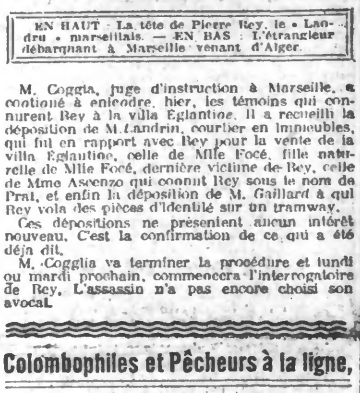 EN HAUT : La tête de Pierre Rey, le « Lan-
dru » marseillais. — EN BAS : L'étrangleur
débarquant à Marseille venant d'Alger.
M. Coggia, juge d'instruction à Marseille, a
contiué à entendre, hier, les témoins qui con-
nurent Rey à la villa Eglantine. Il a recueilli la
déposition de M. Landrin, courtier en immeubles,
qui fut en rapport avec Rey pour la vente de la
villa Eglantine, celle de Mlle Focé, fille natu-
relle de Mlle Focé, dernière victime de Rey, celle
de Mme Ascenzo qui connut Rey sous le nom de
Prat, et enfin la déposition de M. Gaillard à qui
Rey vola des pièces d'identité sur un tramway.
Ces dépositions ne présentent aucun intérêt
nouveau. C'est la confirmation de ce qui a été
déjà dit.
M. Cogglia va terminer la procédure et lundi
ou mardi prochain, commencera l'interrogatoire
de Rey. L'assassin n'a pas encore choisi son
avocat.
Colombophiles et Pêcheurs à la ligne,